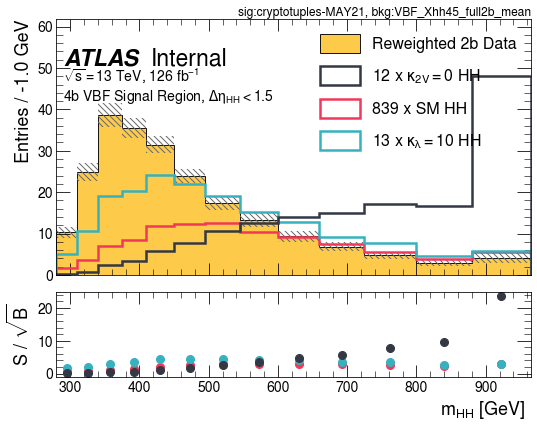 sig:cryptotuples-MAY21, bkg:VBF_Xhh45_full2b_mean
Entries / -1.0 GeV
60
50
40
30
20
10
0
ATLAS Internal
√s = 13 TeV, 126 fb⁻¹
4b VBF Signal Region, Δη_HH < 1.5
Reweighted 2b Data
12 x κ_2V = 0 HH
839 x SM HH
13 x κ_λ = 10 HH
S / √B
20
10
0
300 400 500 600 700 800 900
m_HH [GeV]